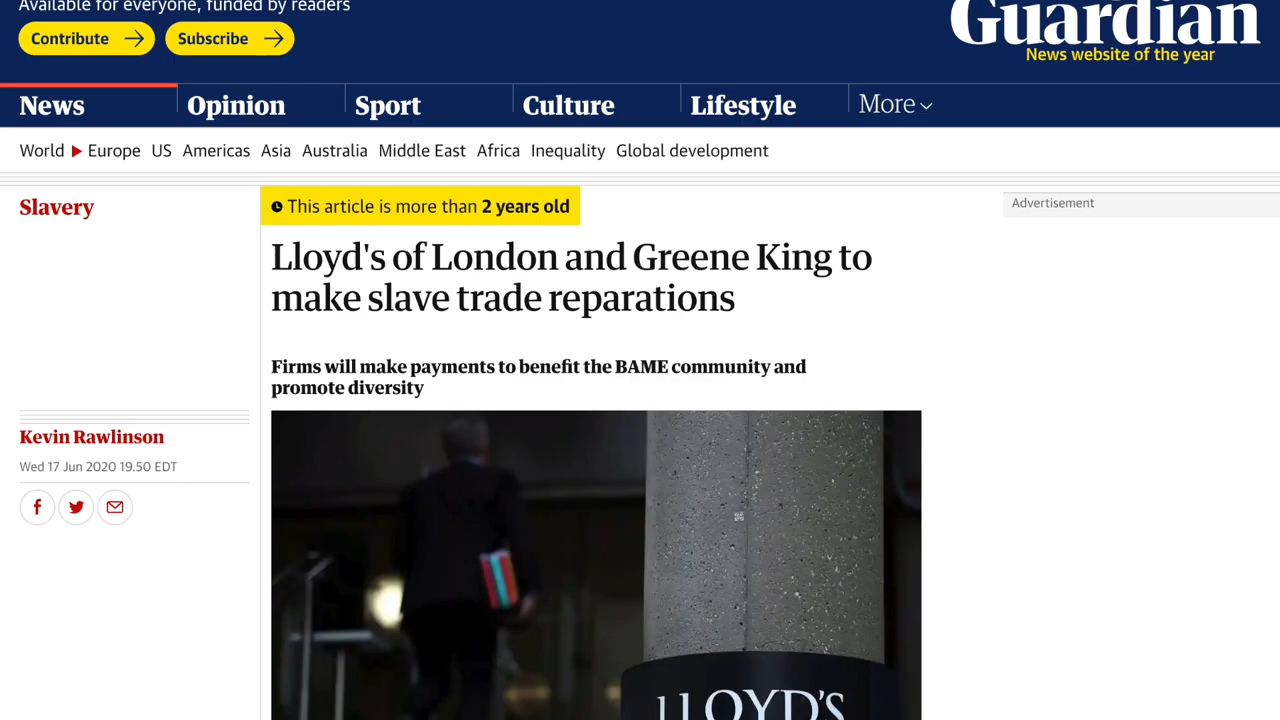 Available for everyone, funded by readers
Contribute
Subscribe
Guardian
News website of the year
News
Opinion
Sport
Culture
Lifestyle
More
World
Europe
US
Americas
Asia
Australia
Middle East
Africa
Inequality
Global development
Slavery
This article is more than 2 years old
Advertisement
Lloyd's of London and Greene King to
make slave trade reparations
Firms will make payments to benefit the BAME community and
promote diversity
Kevin Rawlinson
Wed 17 Jun 2020 19.50 EDT
LLOYD'S